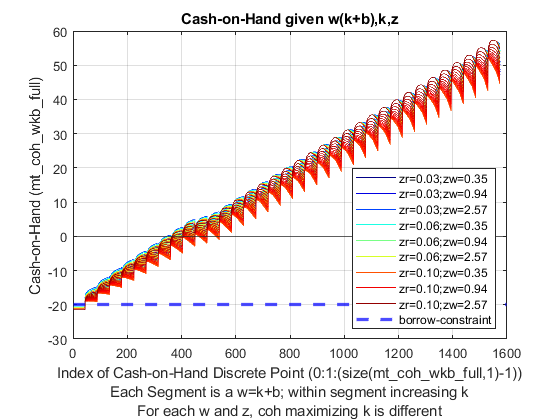 Cash-on-Hand given w(k+b),k,z
Cash-on-Hand (mt_coh_wkb_full)
60
50
40
30
20
10
0
-10
-20
-30
zr=0.03;zw=0.35
zr=0.03;zw=0.94
zr=0.03;zw=2.57
zr=0.06;zw=0.35
zr=0.06;zw=0.94
zr=0.06;zw=2.57
zr=0.10;zw=0.35
zr=0.10;zw=0.94
zr=0.10;zw=2.57
borrow-constraint
0 200 400 600 800 1000 1200 1400 1600
Index of Cash-on-Hand Discrete Point (0:1:(size(mt_coh_wkb_full,1)-1))
Each Segment is a w=k+b; within segment increasing k
For each w and z, coh maximizing k is different